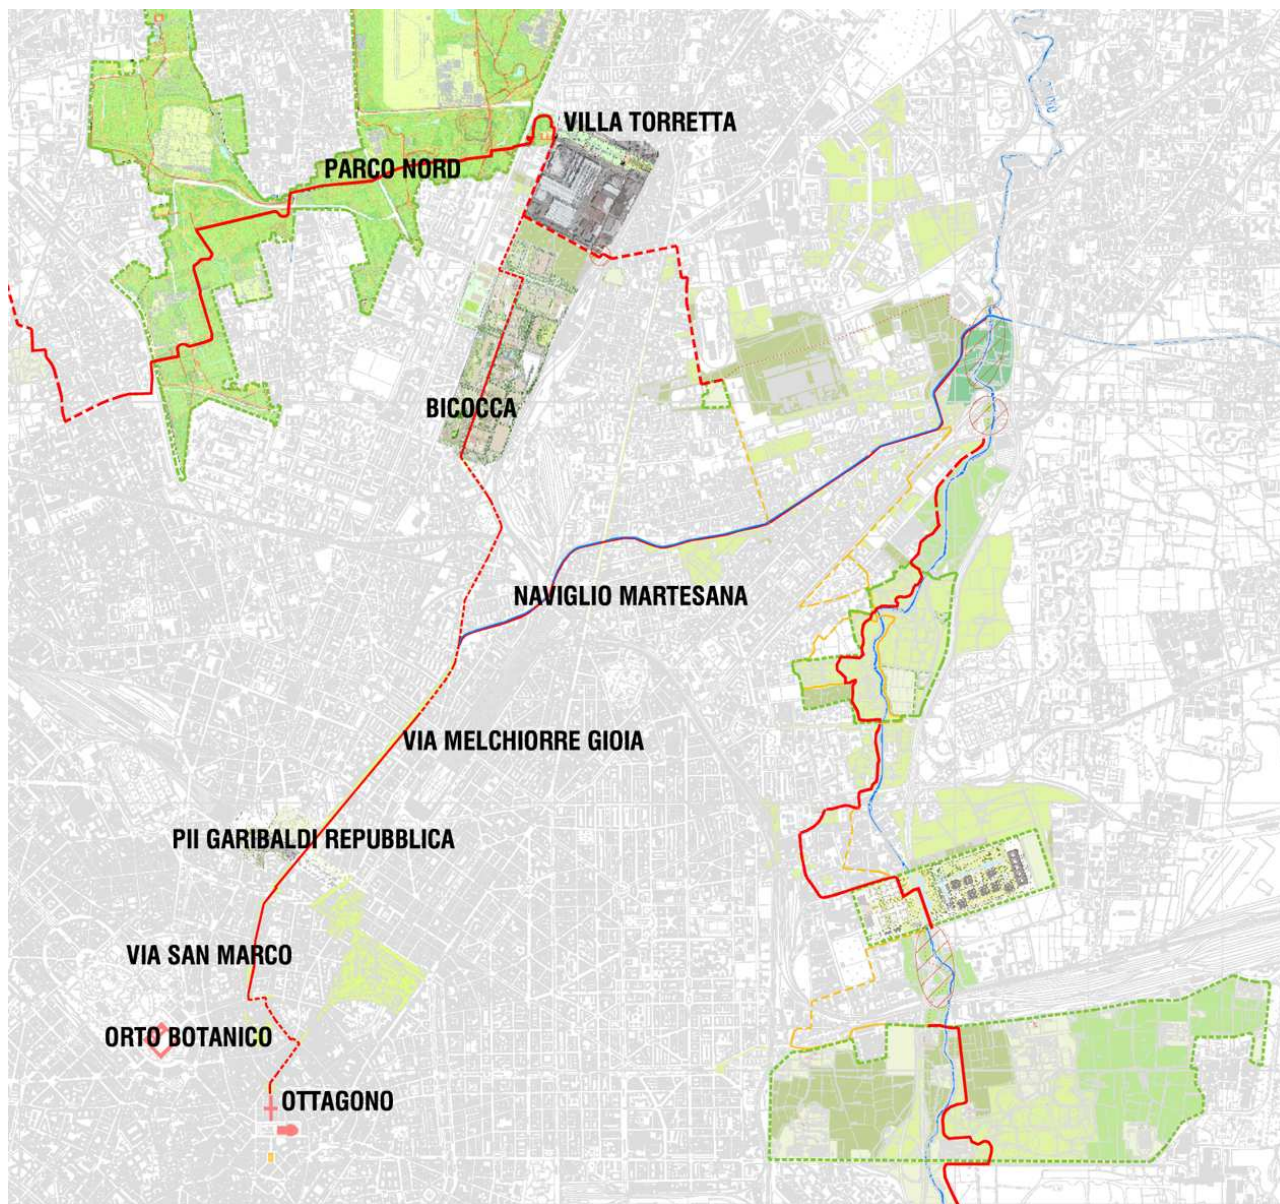 VILLA TORRETTA
PARCO NORD
BICOCCA
NAVIGLIO MARTESANA
VIA MELCHIORRE GIOIA
PII GARIBALDI REPUBBLICA
VIA SAN MARCO
ORTO BOTANICO
OTTAGONO